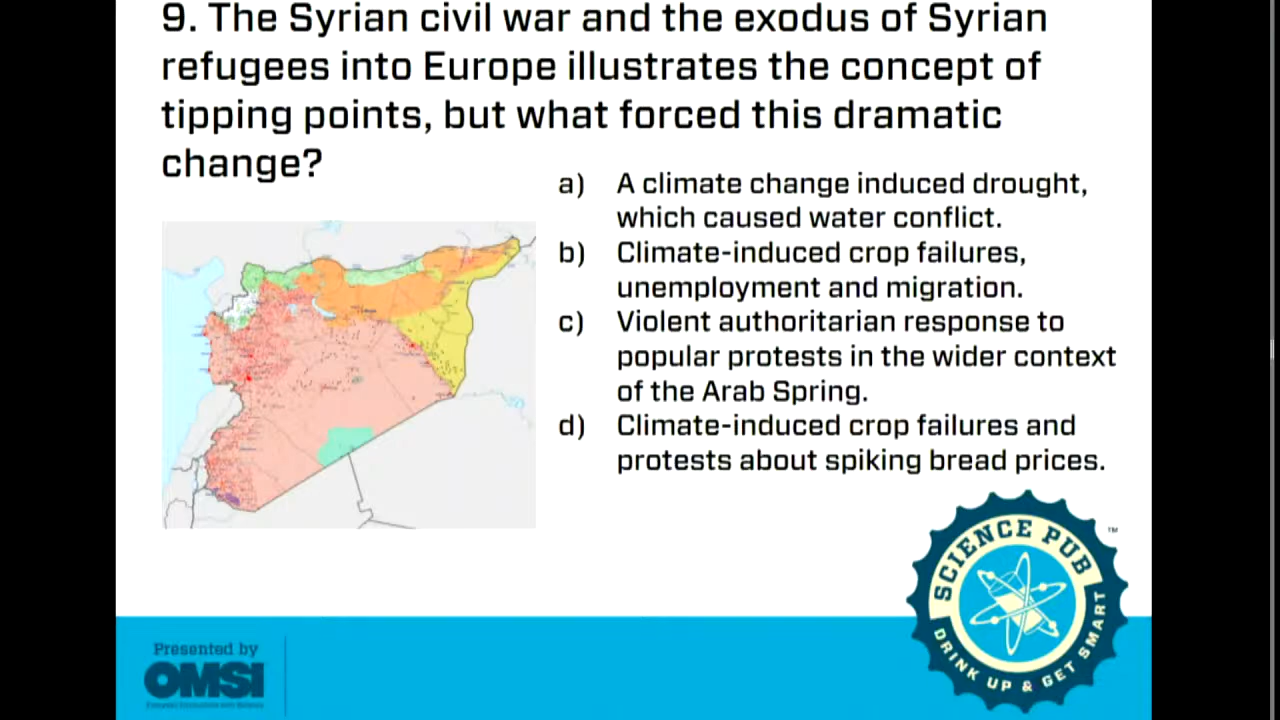 9. The Syrian civil war and the exodus of Syrian
refugees into Europe illustrates the concept of
tipping points, but what forced this dramatic
change?
a) A climate change induced drought,
which caused water conflict.
b) Climate-induced crop failures,
unemployment and migration.
c) Violent authoritarian response to
popular protests in the wider context
of the Arab Spring.
d) Climate-induced crop failures and
protests about spiking bread prices.
SCIENCE PUB
TM
DRINK UP & GET SMART
Presented by
OMSI